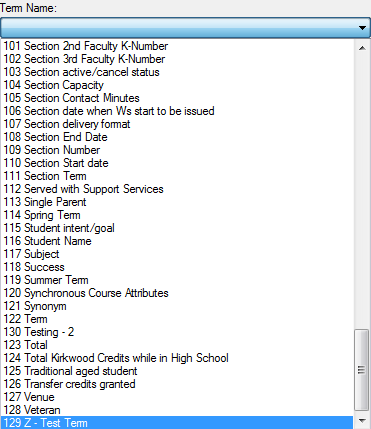 Term Name:
101 Section 2nd Faculty K-Number
102 Section 3rd Faculty K-Number
103 Section active/cancel status
104 Section Capacity
105 Section Contact Minutes
106 Section date when Ws start to be issued
107 Section delivery format
108 Section End Date
109 Section Number
110 Section Start date
111 Section Term
112 Served with Support Services
113 Single Parent
114 Spring Term
115 Student intent/goal
116 Student Name
117 Subject
118 Success
119 Summer Term
120 Synchronous Course Attributes
121 Synonym
122 Term
130 Testing - 2
123 Total
124 Total Kirkwood Credits while in High School
125 Traditional aged student
126 Transfer credits granted
127 Venue
128 Veteran
129 Z - Test Term